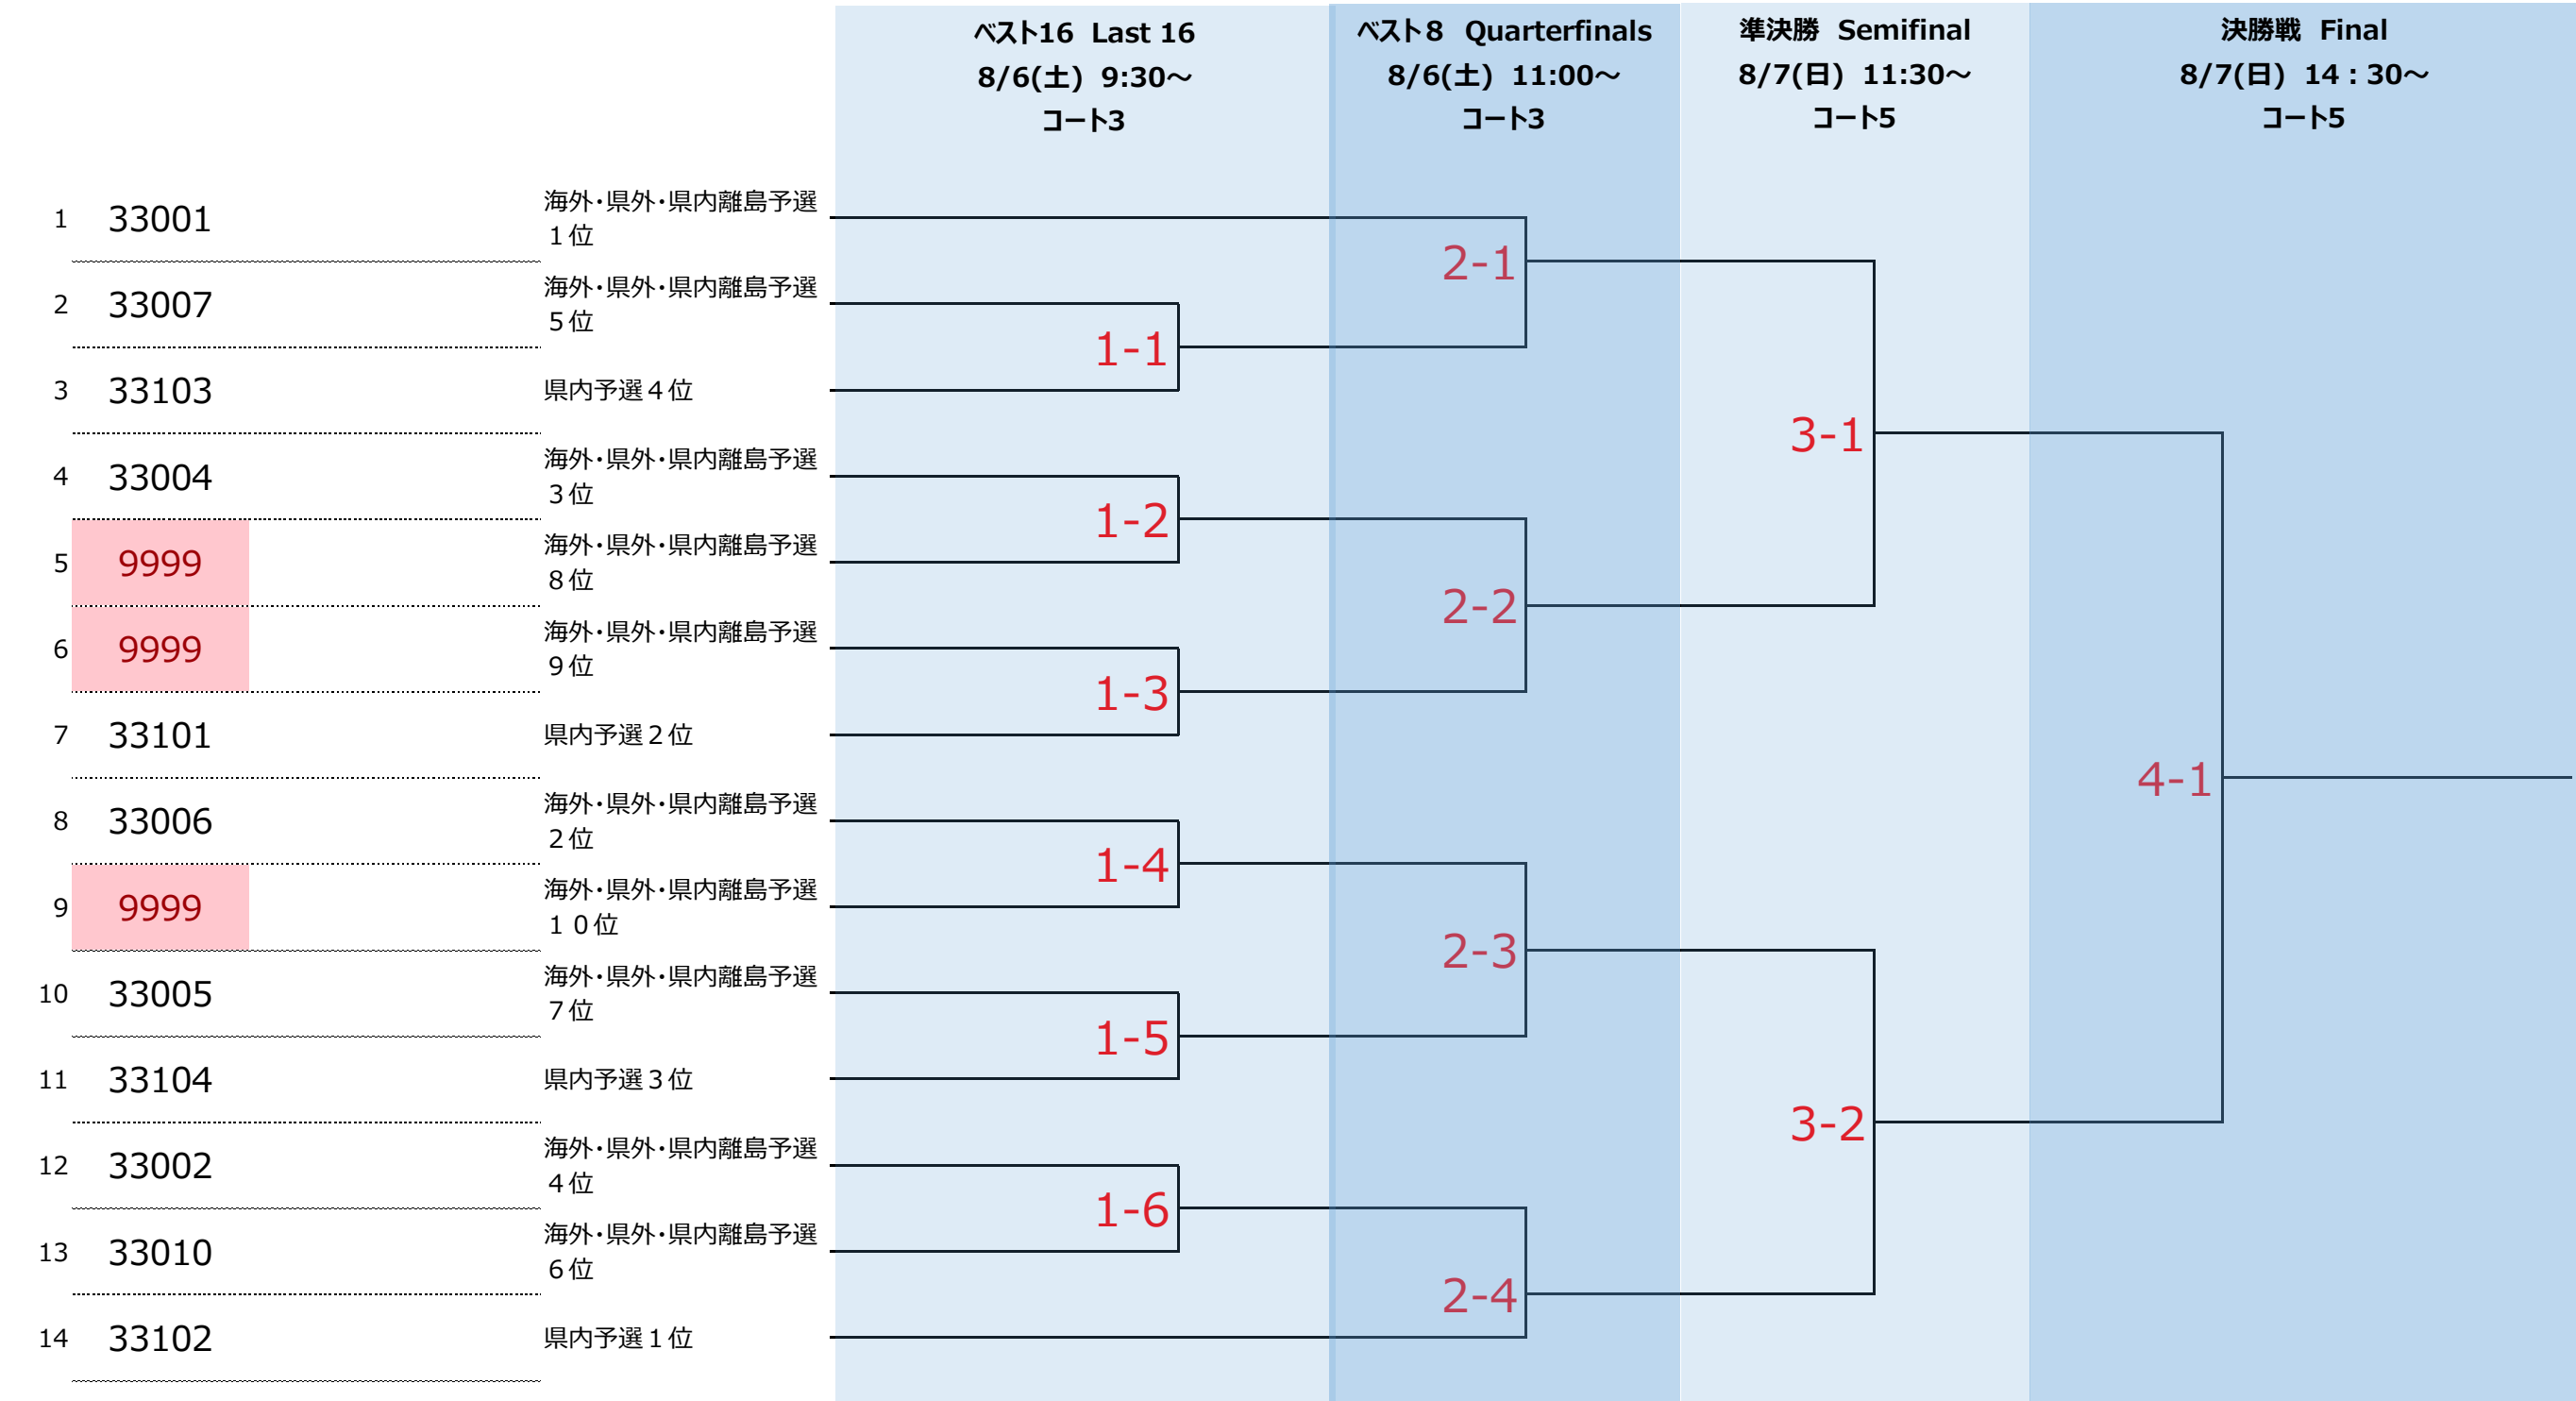 ベスト16 Last 16
8/6(土) 9:30～
コート3
ベスト８ Quarterfinals
8/6(土) 11:00～
コート3
準決勝 Semifinal
8/7(日) 11:30～
コート5
決勝戦 Final
8/7(日) 14：30～
コート5
1 33001 海外・県外・県内離島予選
１位
2 33007 海外・県外・県内離島予選
５位
3 33103 県内予選４位
4 33004 海外・県外・県内離島予選
３位
5 9999 海外・県外・県内離島予選
８位
6 9999 海外・県外・県内離島予選
９位
7 33101 県内予選２位
8 33006 海外・県外・県内離島予選
２位
9 9999 海外・県外・県内離島予選
１０位
10 33005 海外・県外・県内離島予選
７位
11 33104 県内予選３位
12 33002 海外・県外・県内離島予選
４位
13 33010 海外・県外・県内離島予選
６位
14 33102 県内予選１位
1-1
1-2
1-3
1-4
1-5
1-6
2-1
2-2
2-3
2-4
3-1
3-2
4-1